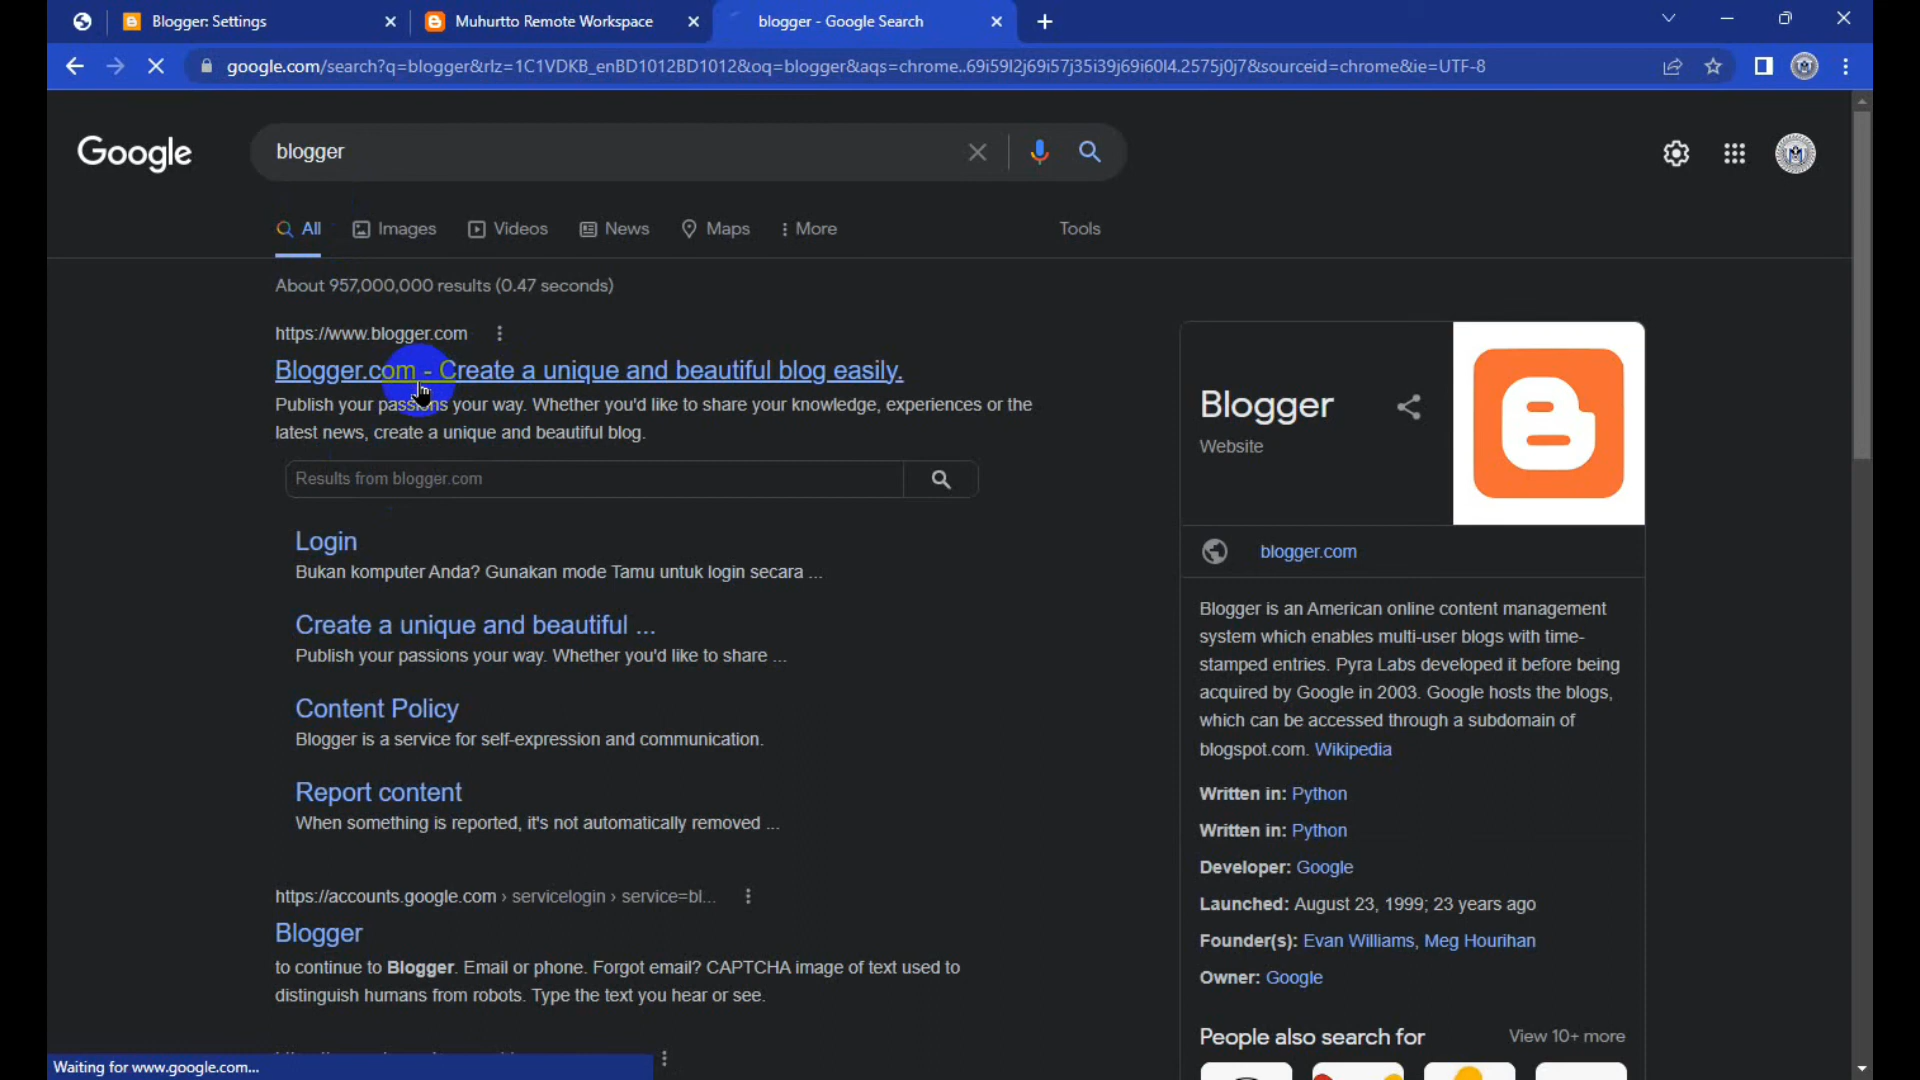 Blogger: Settings
Muhurtto Remote Workspace
blogger - Google Search
google.com/search?q=blogger&rlz=1C1VDKB_enBD1012BD1012&oq=blogger&aqs=chrome..69i59l2j69i57j35i39j69i60l4.2575j0j7&sourceid=chrome&ie=UTF-8
Google
blogger
All
Images
Videos
News
Maps
More
Tools
About 957,000,000 results (0.47 seconds)
https://www.blogger.com
Blogger.com - Create a unique and beautiful blog easily.
Publish your passions your way. Whether you'd like to share your knowledge, experiences or the
latest news, create a unique and beautiful blog.
Results from blogger.com
Login
Bukan komputer Anda? Gunakan mode Tamu untuk login secara ...
Create a unique and beautiful ...
Publish your passions your way. Whether you'd like to share ...
Content Policy
Blogger is a service for self-expression and communication.
Report content
When something is reported, it's not automatically removed ...
https://accounts.google.com › servicelogin › service=bl...
Blogger
to continue to Blogger. Email or phone. Forgot email? CAPTCHA image of text used to
distinguish humans from robots. Type the text you hear or see.
Blogger
Website
blogger.com
Blogger is an American online content management
system which enables multi-user blogs with time-
stamped entries. Pyra Labs developed it before being
acquired by Google in 2003. Google hosts the blogs,
which can be accessed through a subdomain of
blogspot.com. Wikipedia
Written in: Python
Written in: Python
Developer: Google
Launched: August 23, 1999; 23 years ago
Founder(s): Evan Williams, Meg Hourihan
Owner: Google
People also search for
View 10+ more
Waiting for www.google.com...